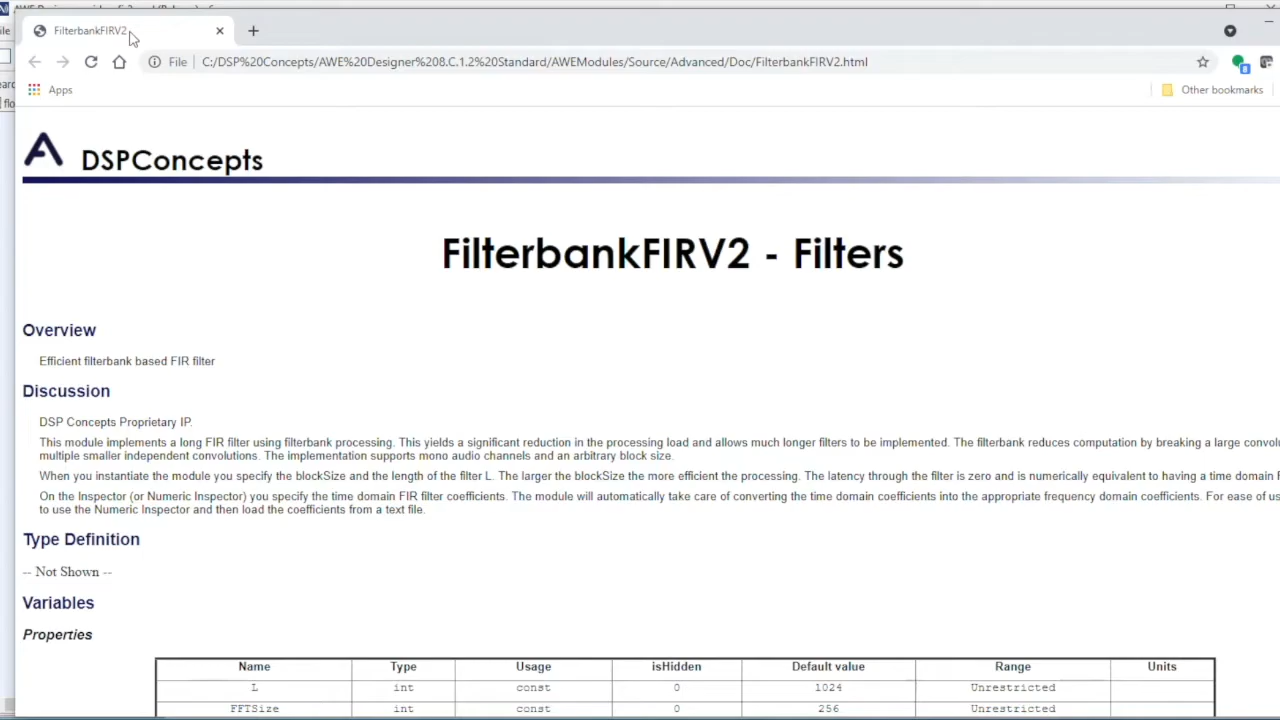 FilterbankFIRV2
File C:/DSP%20Concepts/AWE%20Designer%208.C.1.2%20Standard/AWEModules/Source/Advanced/Doc/FilterbankFIRV2.html
Apps Other bookmarks
DSPConcepts
FilterbankFIRV2 - Filters
Overview
Efficient filterbank based FIR filter
Discussion
DSP Concepts Proprietary IP.
This module implements a long FIR filter using filterbank processing. This yields a significant reduction in the processing load and allows much longer filters to be implemented. The filterbank reduces computation by breaking a large
multiple smaller independent convolutions. The implementation supports mono audio channels and an arbitrary block size.
When you instantiate the module you specify the blockSize and the length of the filter L. The larger the blockSize the more efficient the processing. The latency through the filter is zero and is numerically equivalent to having a time domain
On the Inspector (or Numeric Inspector) you specify the time domain FIR filter coefficients. The module will automatically take care of converting the time domain coefficients into the appropriate frequency domain coefficients. For ease of
to use the Numeric Inspector and then load the coefficients from a text file.
Type Definition
-- Not Shown --
Variables
Properties
Name Type Usage isHidden Default value Range Units
L int const 0 1024 Unrestricted
FFTSize int const 0 256 Unrestricted